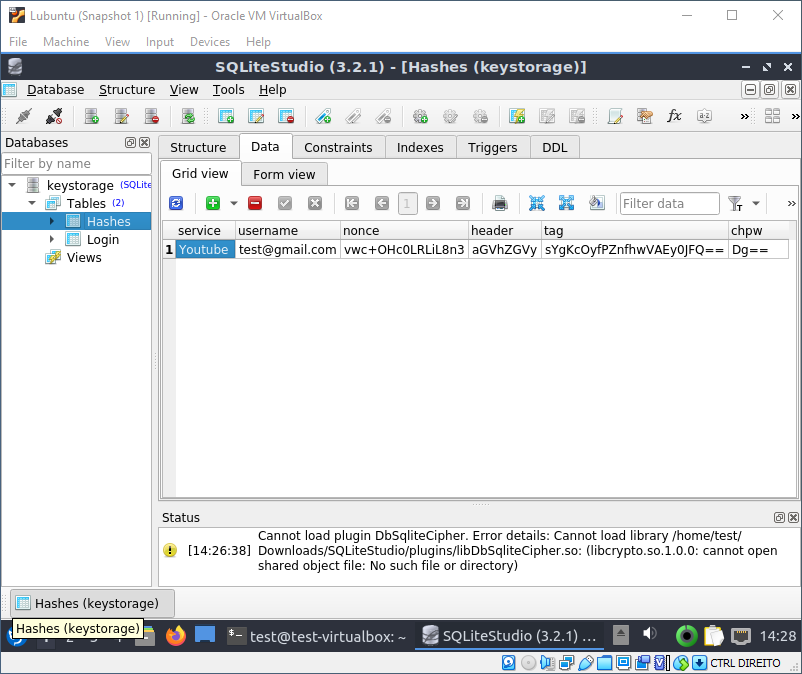 Lubuntu (Snapshot 1) [Running] - Oracle VM VirtualBox
File Machine View Input Devices Help
SQLiteStudio (3.2.1) - [Hashes (keystorage)]
Database Structure View Tools Help
Databases
Filter by name
keystorage (SQLite
Tables (2)
Hashes
Login
Views
Structure Data Constraints Indexes Triggers DDL
Grid view Form view
1 Filter data
service username nonce header tag chpw
1 Youtube test@gmail.com vwc+OHc0LRLiL8n3 aGVhZGVy sYgKcOyfPZnfhwVAEy0JFQ== Dg==
Status
[14:26:38] Cannot load plugin DbSqliteCipher. Error details: Cannot load library /home/test/
Downloads/SQLiteStudio/plugins/libDbSqliteCipher.so: (libcrypto.so.1.0.0: cannot open
shared object file: No such file or directory)
Hashes (keystorage)
Hashes (keystorage)
test@test-virtualbox: ~ SQLiteStudio (3.2.1) ... 14:28
CTRL DIREITO